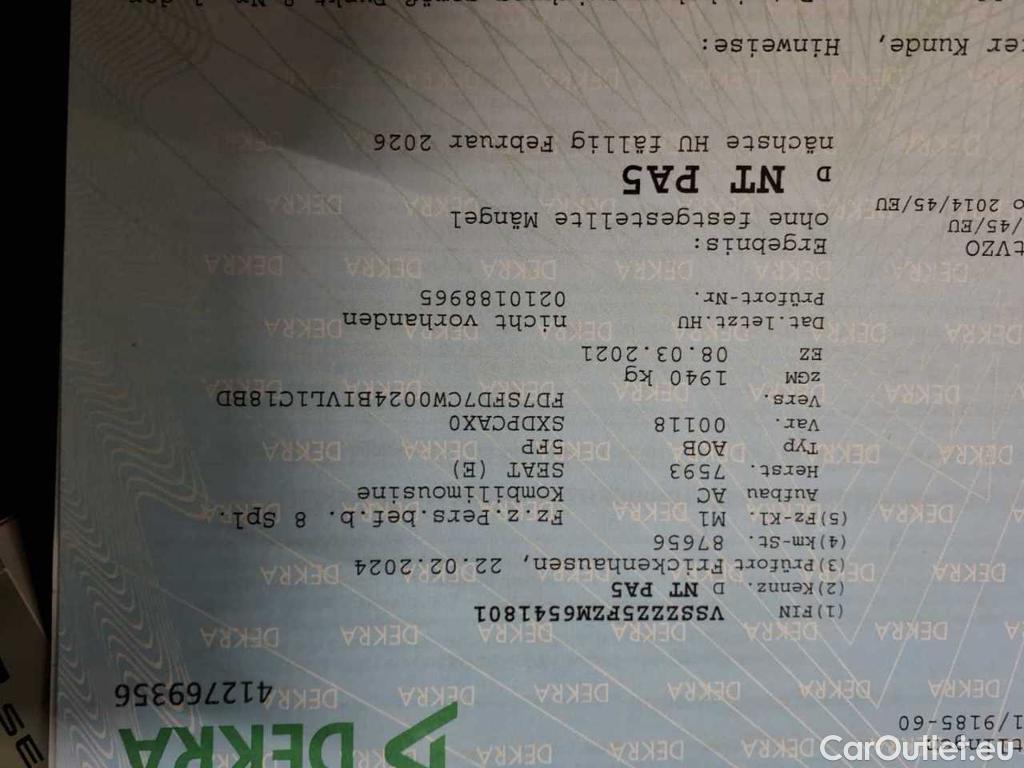 DEKRA
412769356
1/9185-60
(1)FIN VSSZZZ5FZM6541801
(2)Kennz. D NT PA5
(3)Prüfort Frickenhausen, 22.02.2024
(4)km-St. 87656
(5)Fz-Kl. M1 Fz.z.Pers.bef.b. 8 Spl.
Aufbau AC Kombilimousine
Herst. 7593 SEAT (E)
Typ AOB 5FP
Var. 00118 SXDPCAX0
Vers. FD7SFD7CW0024BIVL1C18BD
zGM 1940 kg
EZ 08.03.2021
Dat.letzt.HU nicht vorhanden
Prüfort-Nr. 0210188965
Ergebnis:
ohne festgestellte Mängel
D NT PA5
nächste HU fällig Februar 2026
tVZO
/45/EU
o 2014/45/EU
ter Kunde, Hinweise:
CarOutlet.eu